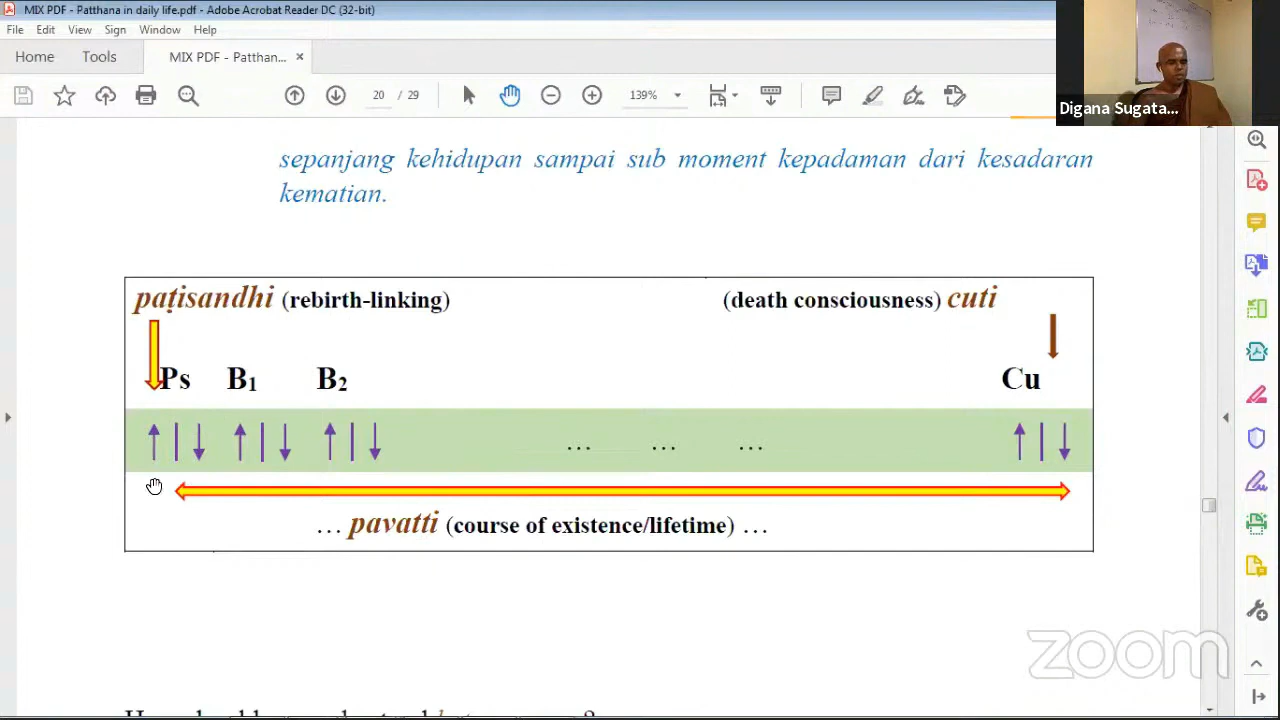 MIX PDF - Patthana in daily life.pdf - Adobe Acrobat Reader DC (32-bit)
File Edit View Sign Window Help
Home Tools MIX PDF - Patthan... ×
20 / 29 139%
Digana Sugata...
sepanjang kehidupan sampai sub moment kepadaman dari kesadaran
kematian.
paṭisandhi (rebirth-linking) (death consciousness) cuti
Ps B1 B2 Cu
... ... ...
... pavatti (course of existence/lifetime) ...
zoom